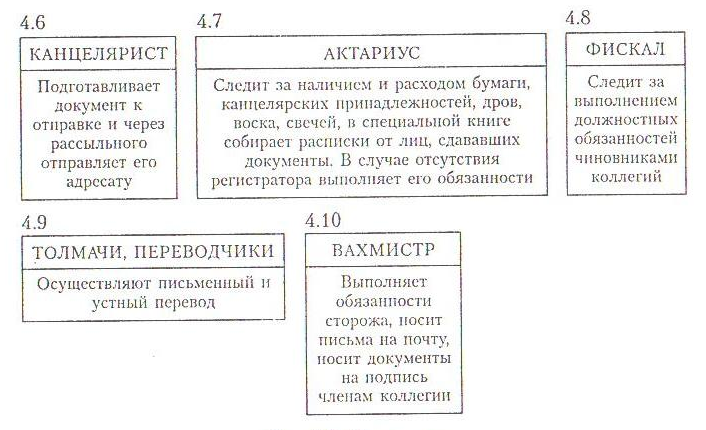 4.6
КАНЦЕЛЯРИСТ
Подготавливает
документ к
отправке и через
рассыльного
отправляет его
адресату
4.7
АКТАРИУС
Следит за наличием и расходом бумаги,
канцелярских принадлежностей, дров,
воска, свечей, в специальной книге
собирает расписки от лиц, сдававших
документы. В случае отсутствия
регистратора выполняет его обязанности
4.8
ФИСКАЛ
Следит за
выполнением
должностных
обязанностей
чиновниками
коллегий
4.9
ТОЛМАЧИ, ПЕРЕВОДЧИКИ
Осуществляют письменный и
устный перевод
4.10
ВАХМИСТР
Выполняет
обязанности
сторожа, носит
письма на почту,
носит документы
на подпись
членам коллегии